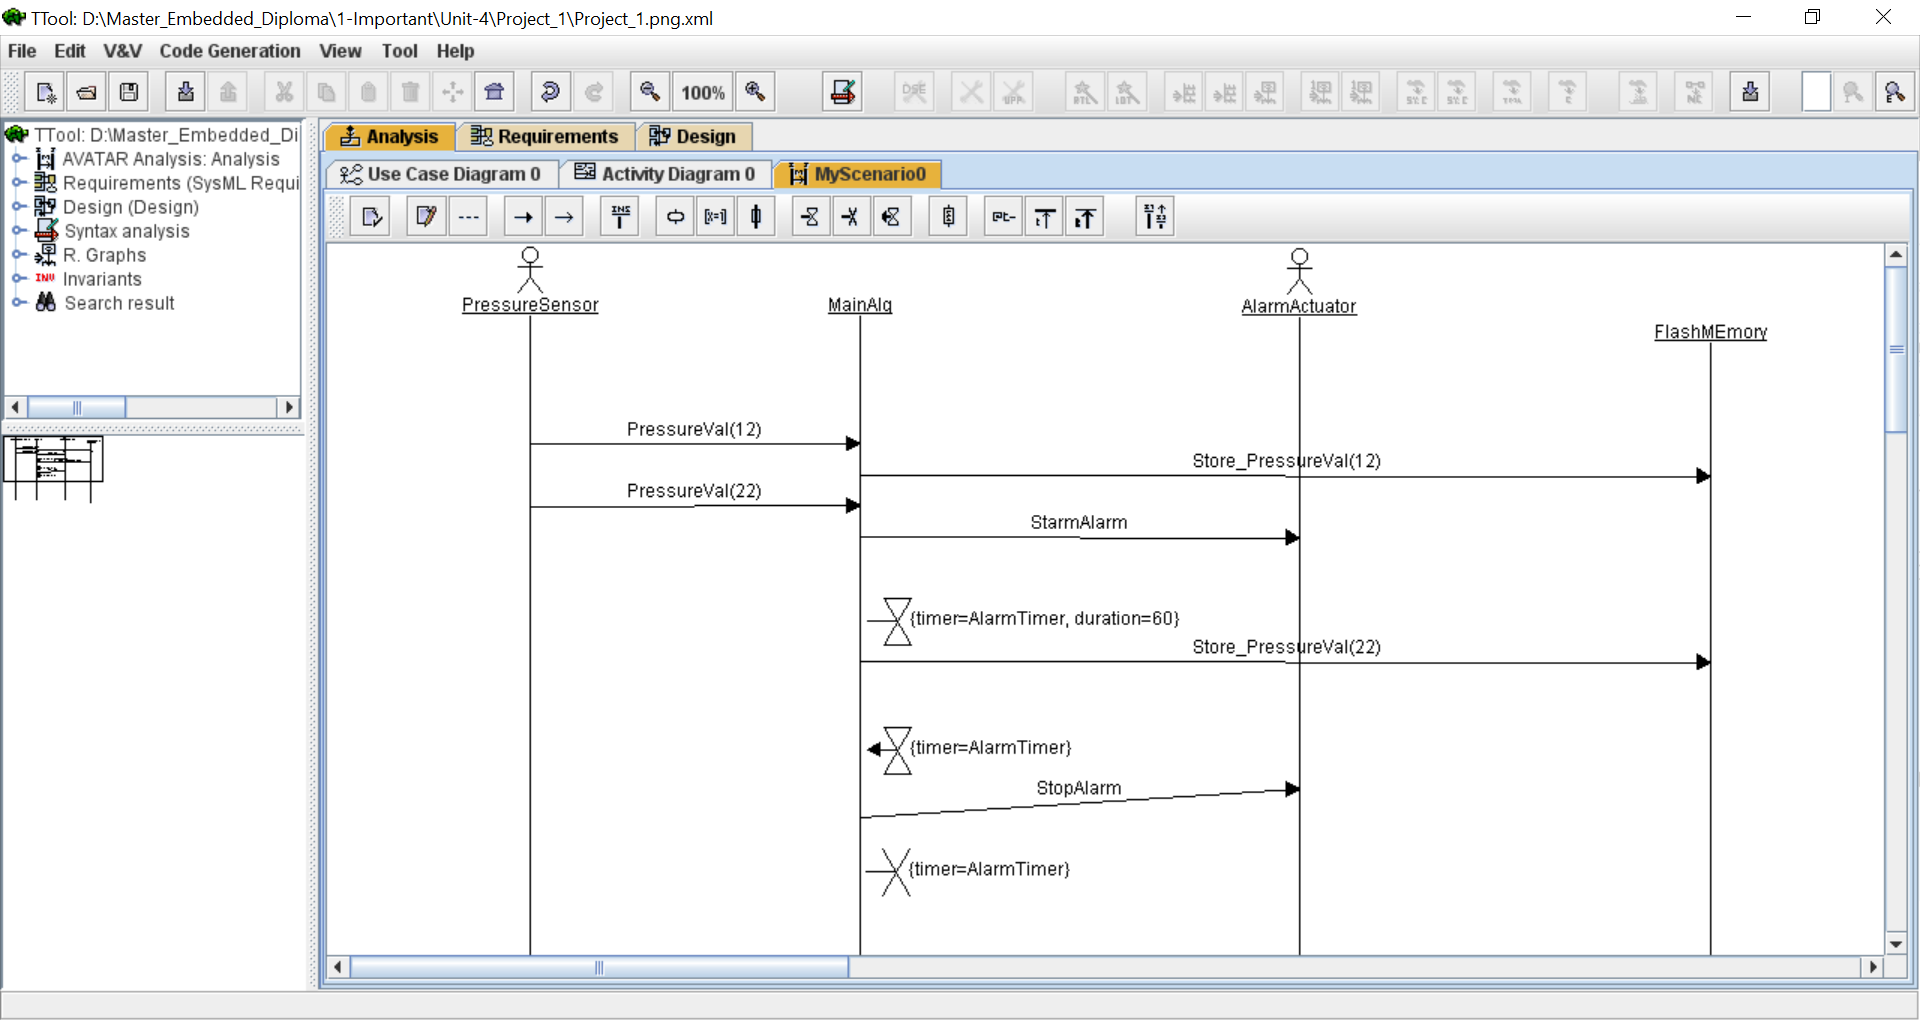 TTool: D:\Master_Embedded_Diploma\1-Important\Unit-4\Project_1\Project_1.png.xml
File Edit V&V Code Generation View Tool Help
100%
TTool: D:\Master_Embedded_Di
AVATAR Analysis: Analysis
Requirements (SysML Requi
Design (Design)
Syntax analysis
R. Graphs
INV Invariants
Search result
Analysis Requirements Design
Use Case Diagram 0 Activity Diagram 0 MyScenario0
INS
PressureSensor MainAlg AlarmActuator
FlashMEmory
PressureVal(12)
Store_PressureVal(12)
PressureVal(22)
StarmAlarm
{timer=AlarmTimer, duration=60}
Store_PressureVal(22)
{timer=AlarmTimer}
StopAlarm
{timer=AlarmTimer}